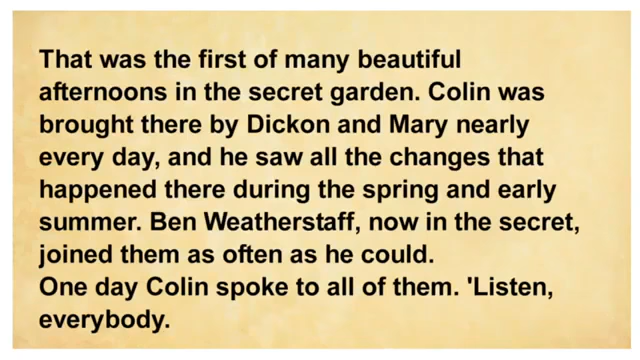 That was the first of many beautiful
afternoons in the secret garden. Colin was
brought there by Dickon and Mary nearly
every day, and he saw all the changes that
happened there during the spring and early
summer. Ben Weatherstaff, now in the secret,
joined them as often as he could.
One day Colin spoke to all of them. 'Listen,
everybody.